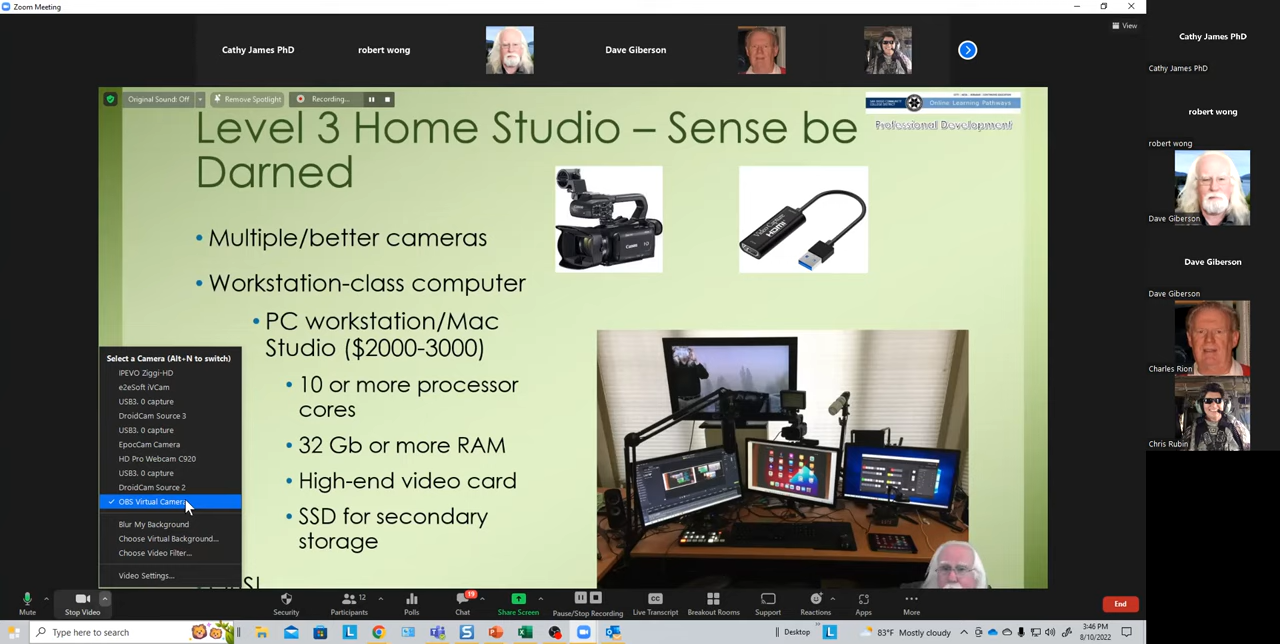 Zoom Meeting
View
Cathy James PhD
robert wong
Dave Giberson
Original Sound: Off
Remove Spotlight
Recording...
Online Learning Pathways
Professional Development
Level 3 Home Studio – Sense be
Darned
• Multiple/better cameras
• Workstation-class computer
• PC workstation/Mac
Studio ($2000-3000)
• 10 or more processor
cores
• 32 Gb or more RAM
• High-end video card
• SSD for secondary
storage
Select a Camera (Alt+N to switch)
IPEVO Ziggi-HD
e2eSoft iVCam
USB3. 0 capture
DroidCam Source 3
USB3. 0 capture
EpocCam Camera
HD Pro Webcam C920
USB3. 0 capture
DroidCam Source 2
OBS Virtual Camera
Blur My Background
Choose Virtual Background...
Choose Video Filter...
Video Settings...
Cathy James PhD
Cathy James PhD
robert wong
robert wong
Dave Giberson
Dave Giberson
Dave Giberson
Charles Rion
Chris Rubin
Mute
Stop Video
Security
12
Participants
Polls
19
Chat
Share Screen
Pause/Stop Recording
CC
Live Transcript
Breakout Rooms
Support
Reactions
Apps
More
End
Type here to search
Desktop
83°F Mostly cloudy
3:46 PM
8/10/2022